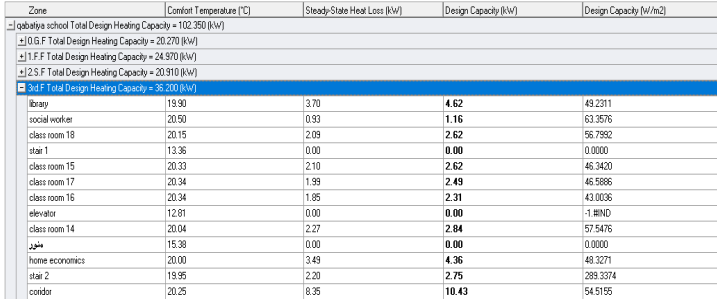 Zone Comfort Temperature (°C) Steady-State Heat Loss (kW) Design Capacity (kW) Design Capacity (W/m2)
qabatiya school Total Design Heating Capacity = 102.350 (kW)
0.G.F Total Design Heating Capacity = 20.270 (kW)
1.F.F Total Design Heating Capacity = 24.970 (kW)
2.S.F Total Design Heating Capacity = 20.910 (kW)
3rd.F Total Design Heating Capacity = 36.200 (kW)
library 19.90 3.70 4.62 49.2311
social worker 20.50 0.93 1.16 63.3576
class room 18 20.15 2.09 2.62 56.7992
stair 1 13.36 0.00 0.00 0.0000
class room 15 20.33 2.10 2.62 46.3420
class room 17 20.34 1.99 2.49 46.5886
class room 16 20.34 1.85 2.31 43.0036
elevator 12.81 0.00 0.00 -1.#IND
class room 14 20.04 2.27 2.84 57.5476
منور 15.38 0.00 0.00 0.0000
home economics 20.00 3.49 4.36 48.3271
stair 2 19.95 2.20 2.75 289.3374
coridor 20.25 8.35 10.43 54.5155